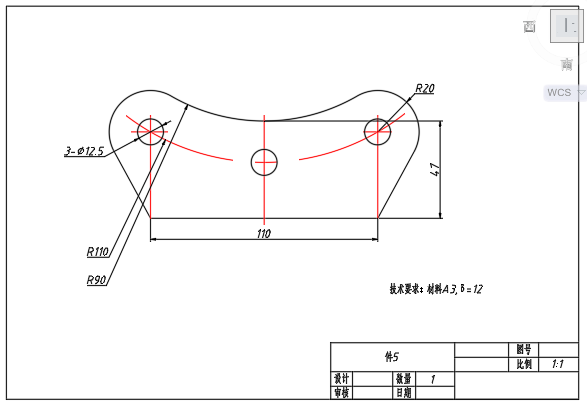 西
上
南
WCS
R20
3-Φ12.5
47
110
R110
R90
技术要求: 材料A3, δ=12
件5
图号
比例 1:1
设计 数量 1
审核 日期